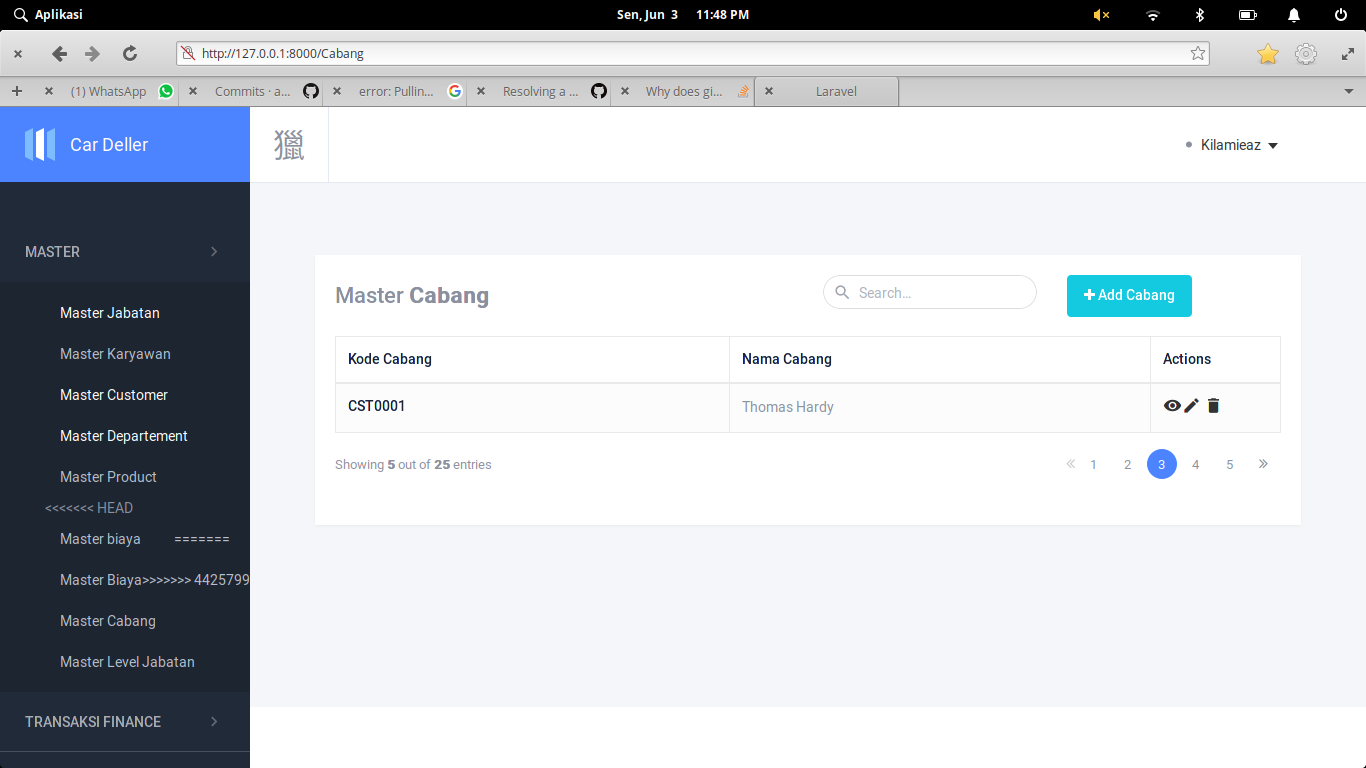 Aplikasi Sen, Jun 3 11:48 PM
http://127.0.0.1:8000/Cabang
(1) WhatsApp Commits · a... error: Pullin... Resolving a ... Why does gi... Laravel
Car Deller
獵
Kilamieaz
MASTER
Master Jabatan
Master Karyawan
Master Customer
Master Departement
Master Product
<<<<<<< HEAD
Master biaya =======
Master Biaya>>>>>>> 4425799
Master Cabang
Master Level Jabatan
TRANSAKSI FINANCE
Master Cabang
Search...
+ Add Cabang
Kode Cabang Nama Cabang Actions
CST0001 Thomas Hardy
Showing 5 out of 25 entries
« 1 2 3 4 5 »